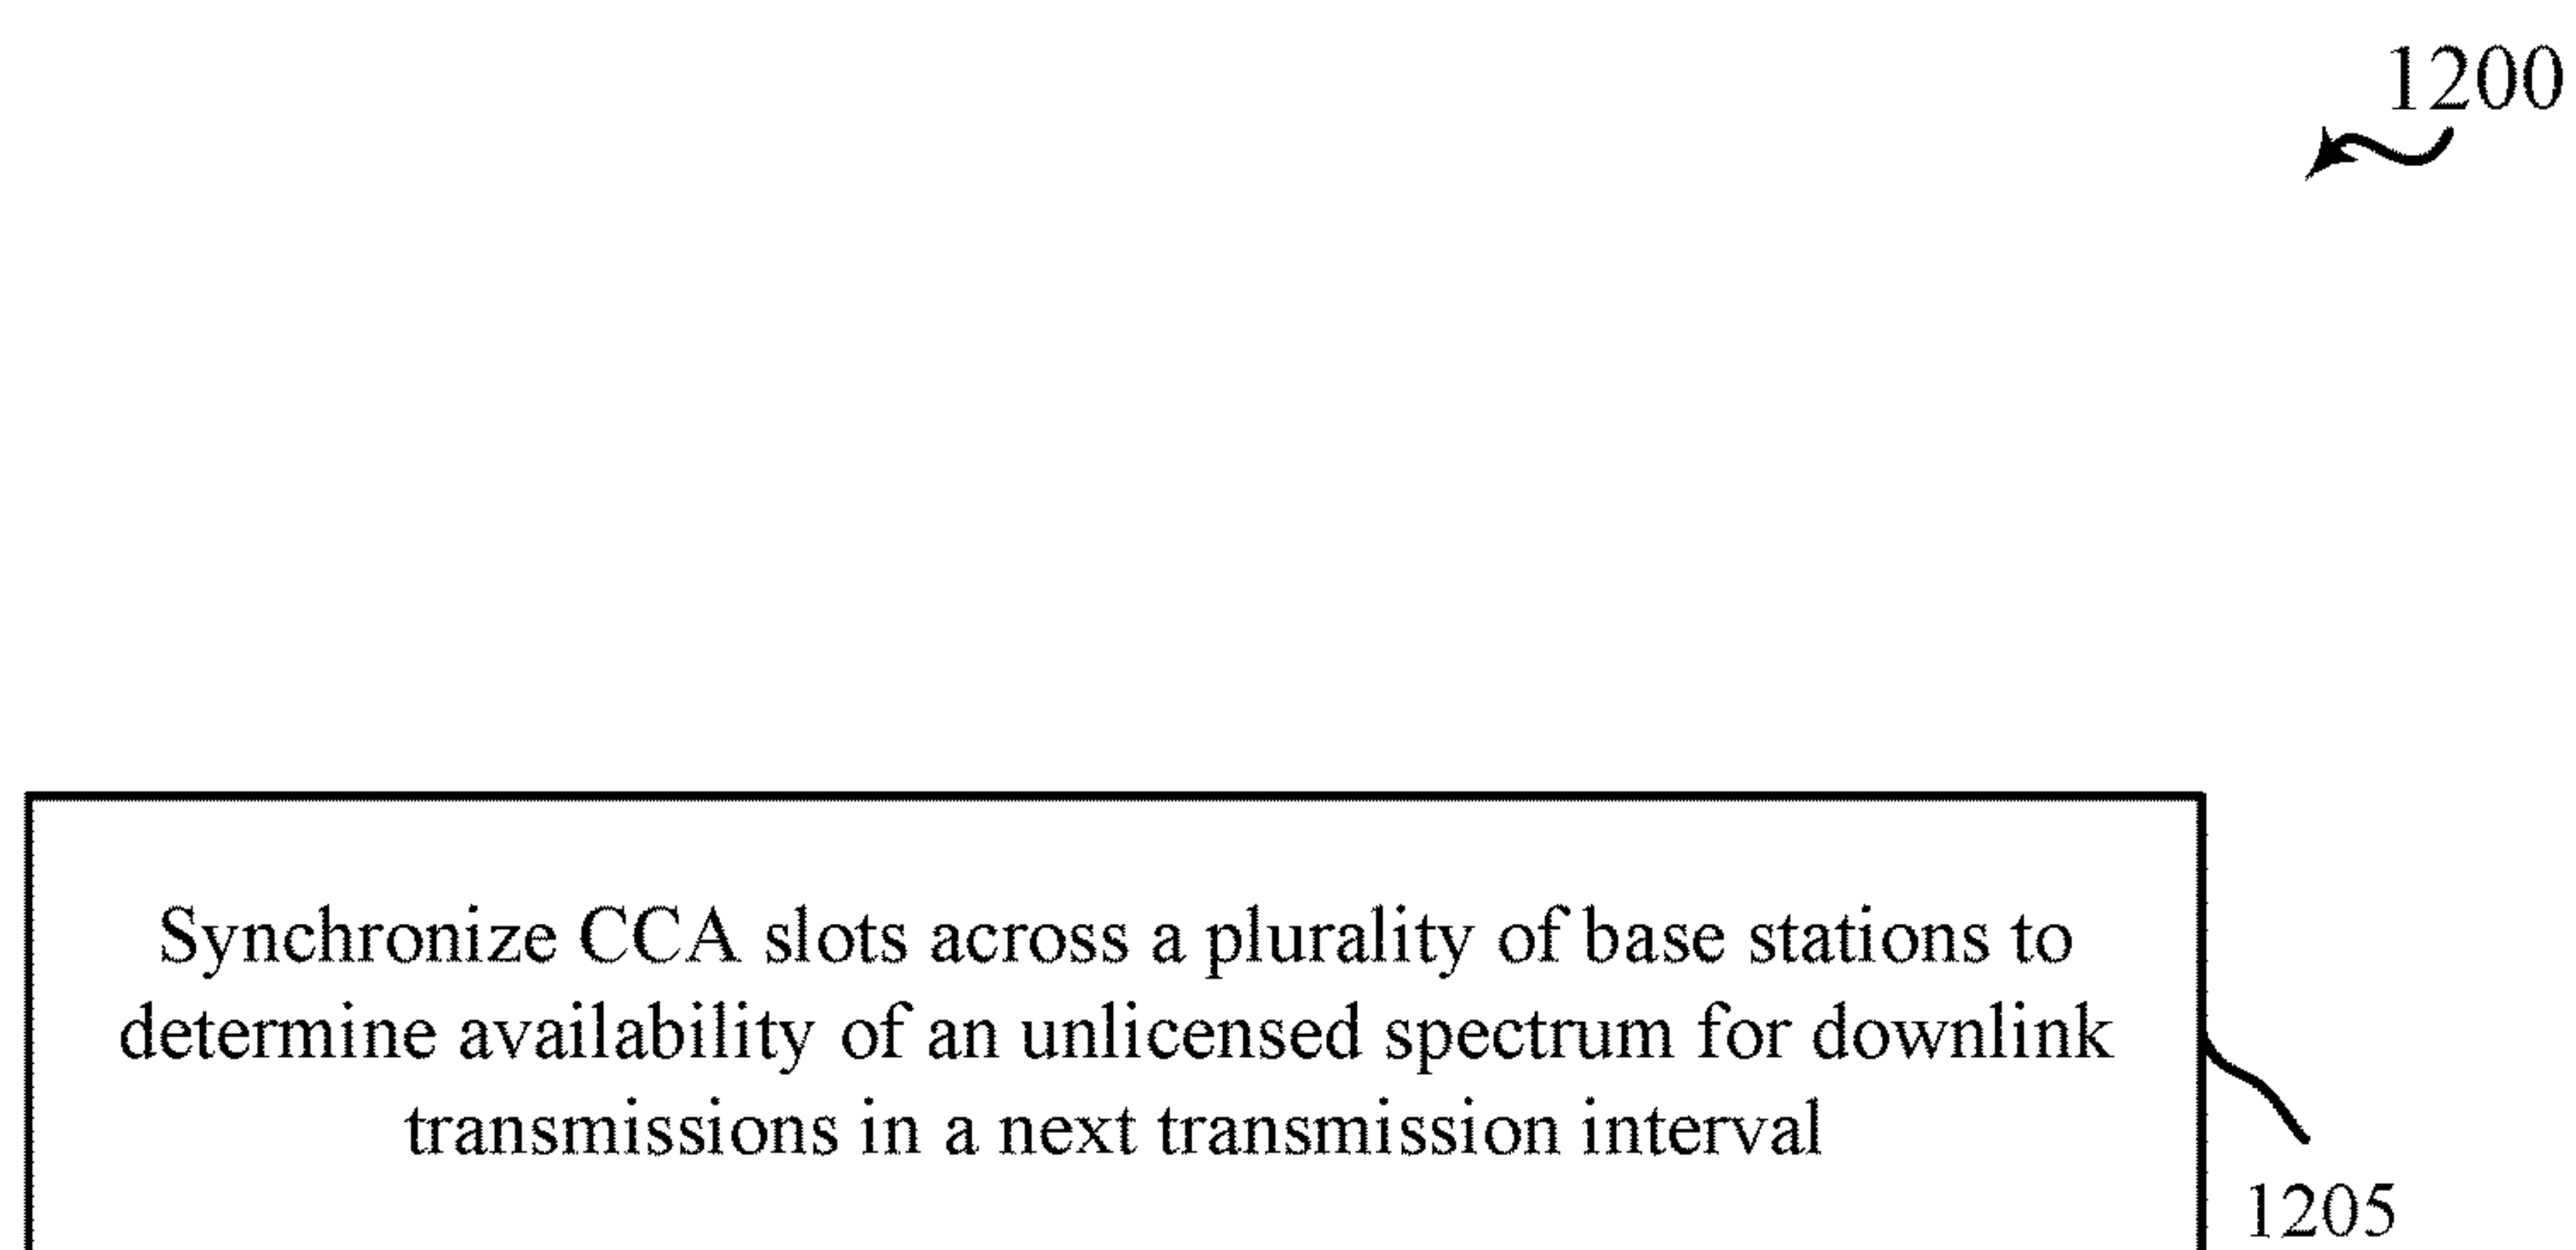 1200
Synchronize CCA slots across a plurality of base stations to
determine availability of an unlicensed spectrum for downlink
transmissions in a next transmission interval
1205